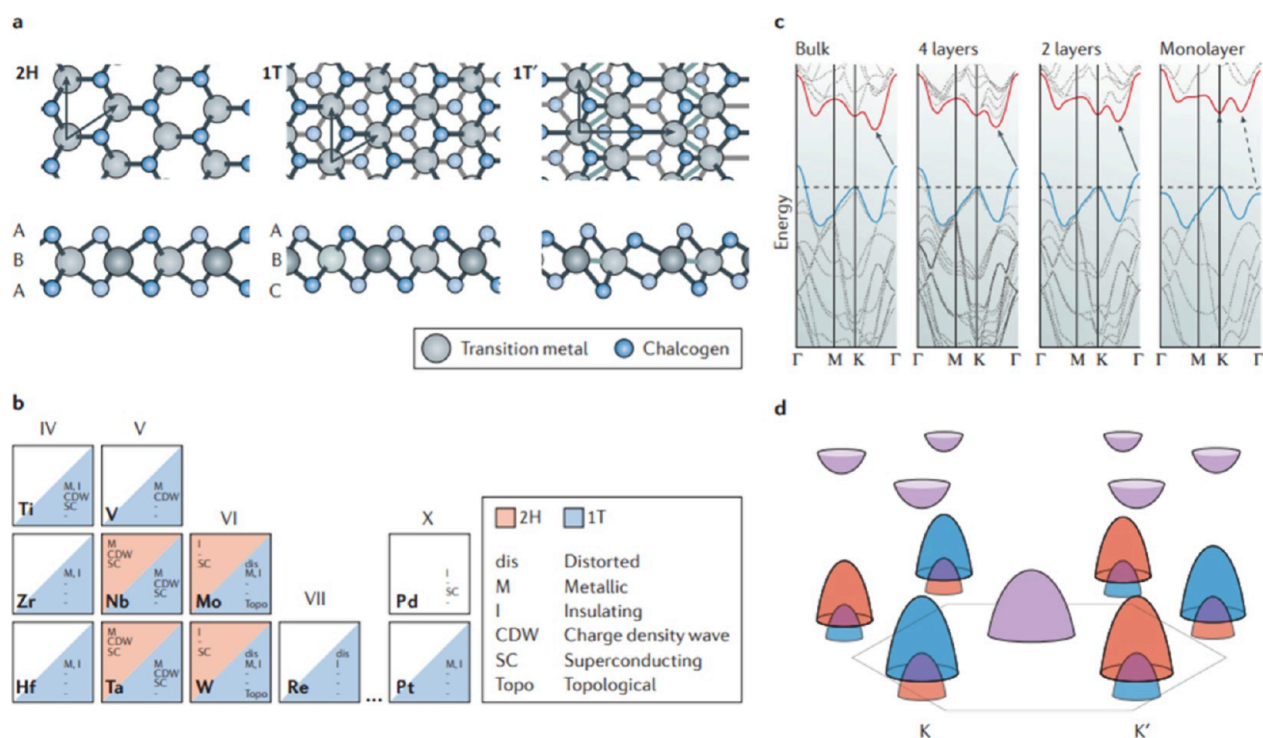 a
2H
1T
1T′
A
B
A
A
B
C
Transition metal
Chalcogen
b
IV
V
VI
VII
X
M, I
CDW
SC
-
Ti
M
CDW
-
-
V
M, I
-
-
-
Zr
M
CDW
SC
M
CDW
SC
-
Nb
I
-
SC
dis
M, I
-
-
Topo
Mo
I
-
SC
-
Pd
M, I
-
-
-
Hf
M
CDW
SC
M
CDW
SC
-
Ta
I
-
SC
dis
M, I
-
-
Topo
W
dis
I
-
-
-
Re
...
M, I
-
-
-
Pt
2H
1T
dis Distorted
M Metallic
I Insulating
CDW Charge density wave
SC Superconducting
Topo Topological
c
Bulk
4 layers
2 layers
Monolayer
Energy
Γ M K Γ
Γ M K Γ
Γ M K Γ
Γ M K Γ
d
K
K′